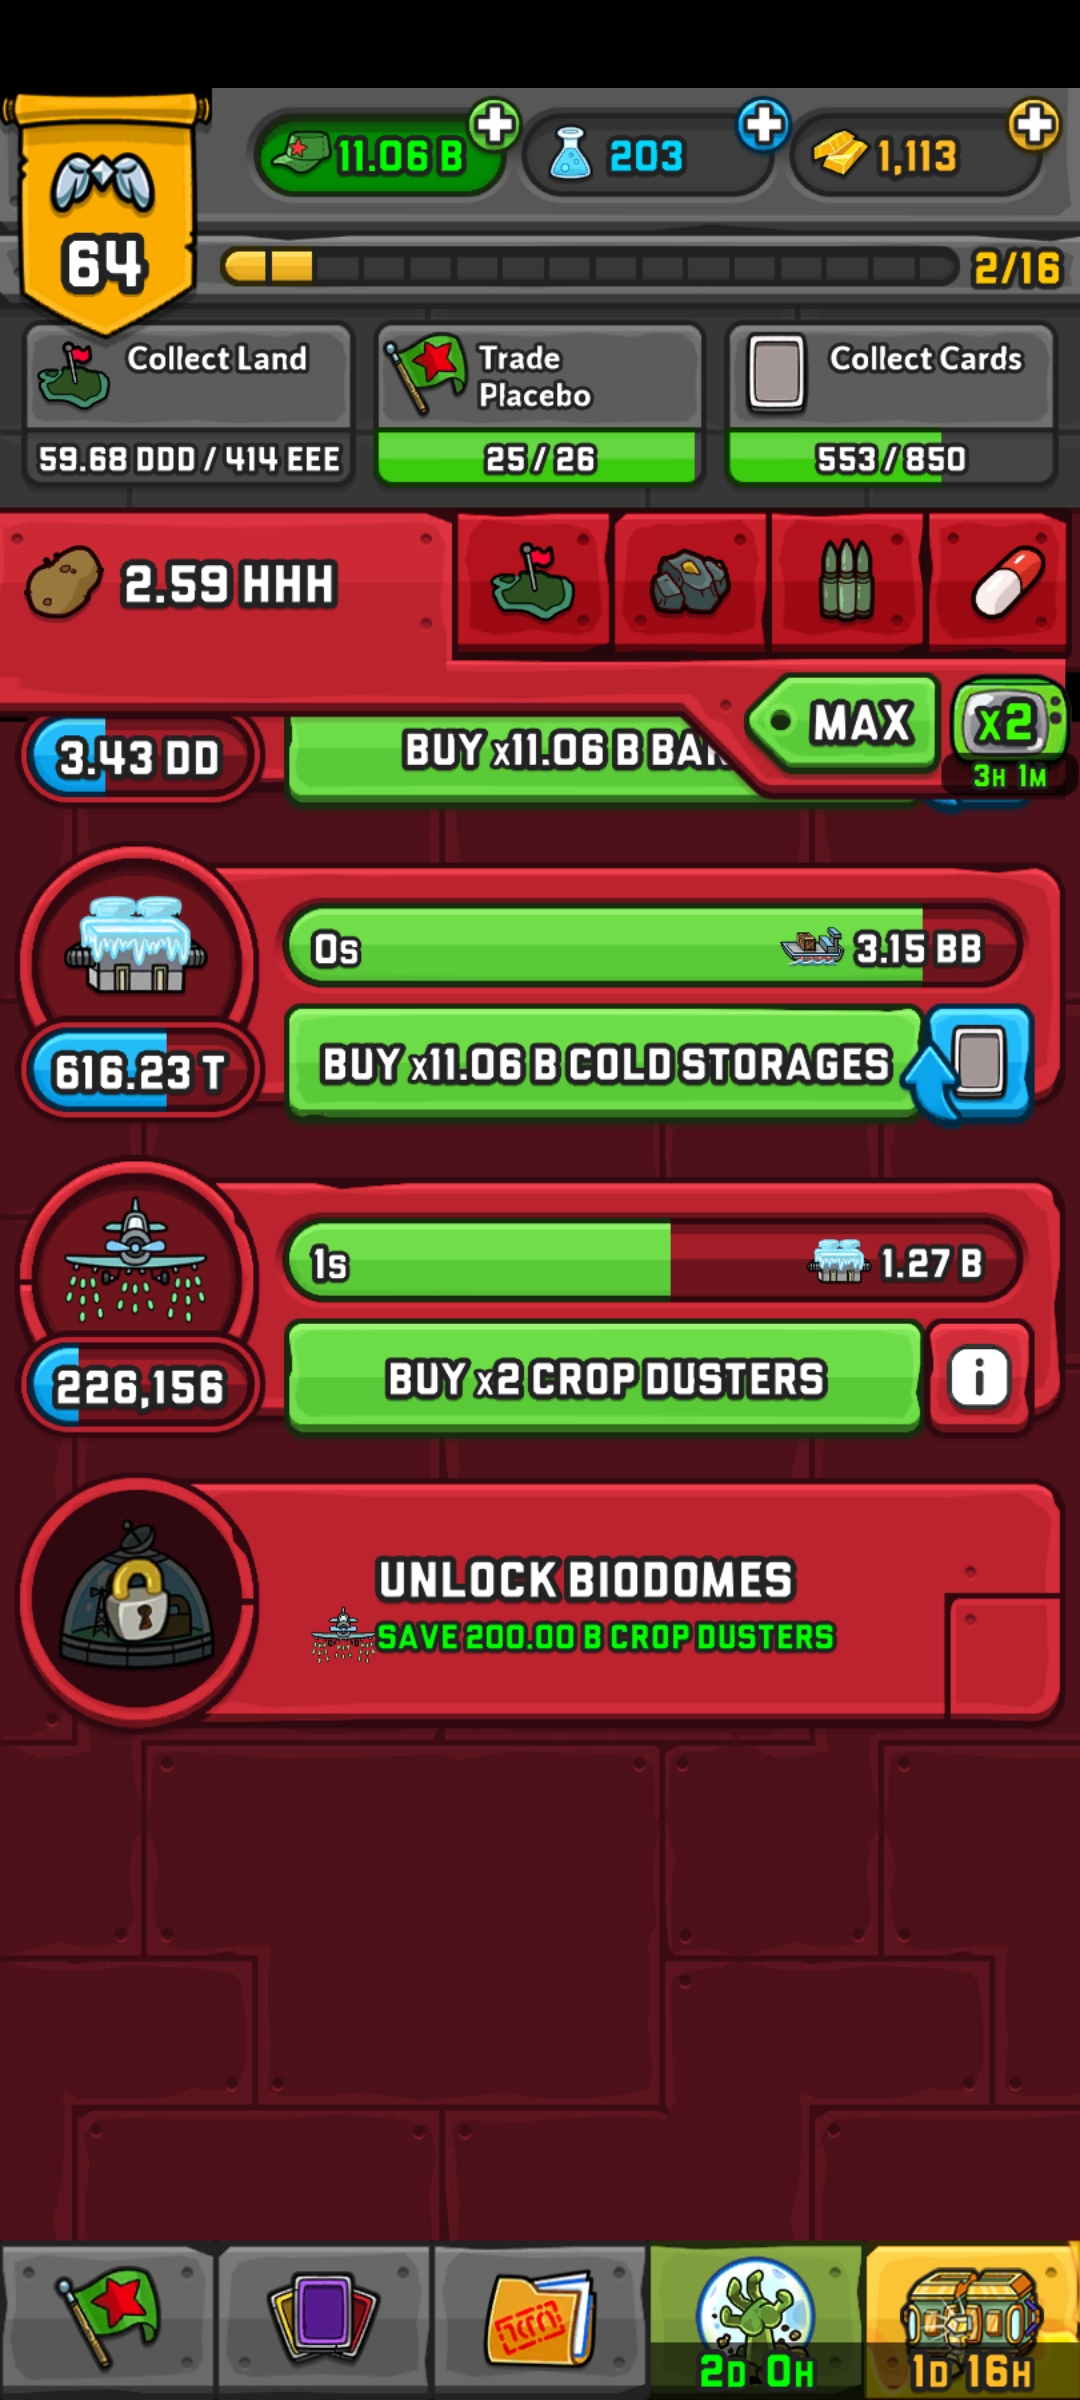 11.06 B
203
1,113
64
2/16
Collect Land
59.68 DDD / 414 EEE
Trade
Placebo
25 / 26
Collect Cards
553 / 850
2.59 HHH
MAX
x2
3H 1M
3.43 DD
BUY x11.06 B
0s
3.15 BB
616.23 T
BUY x11.06 B COLD STORAGES
1s
1.27 B
226,156
BUY x2 CROP DUSTERS
i
UNLOCK BIODOMES
SAVE 200.00 B CROP DUSTERS
2D 0H
1D 16H